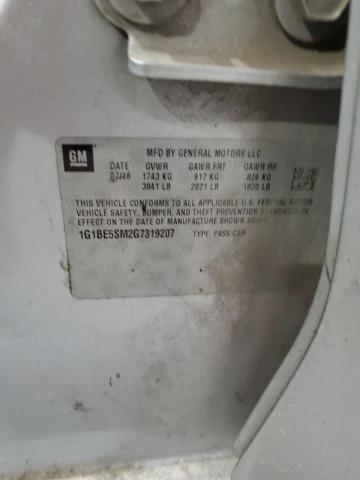 GM
MFD BY GENERAL MOTORS LLC
DATE GVWR GAWR FRT GAWR RR
07/16 1743 KG 917 KG 826 KG
3841 LB 2021 LB 1820 LB
THIS VEHICLE CONFORMS TO ALL APPLICABLE U.S. FEDERAL MOTOR
VEHICLE SAFETY, BUMPER, AND THEFT PREVENTION STANDARDS IN
EFFECT ON THE DATE OF MANUFACTURE SHOWN ABOVE.
1G1BE5SM2G7319207 TYPE: PASS CAR